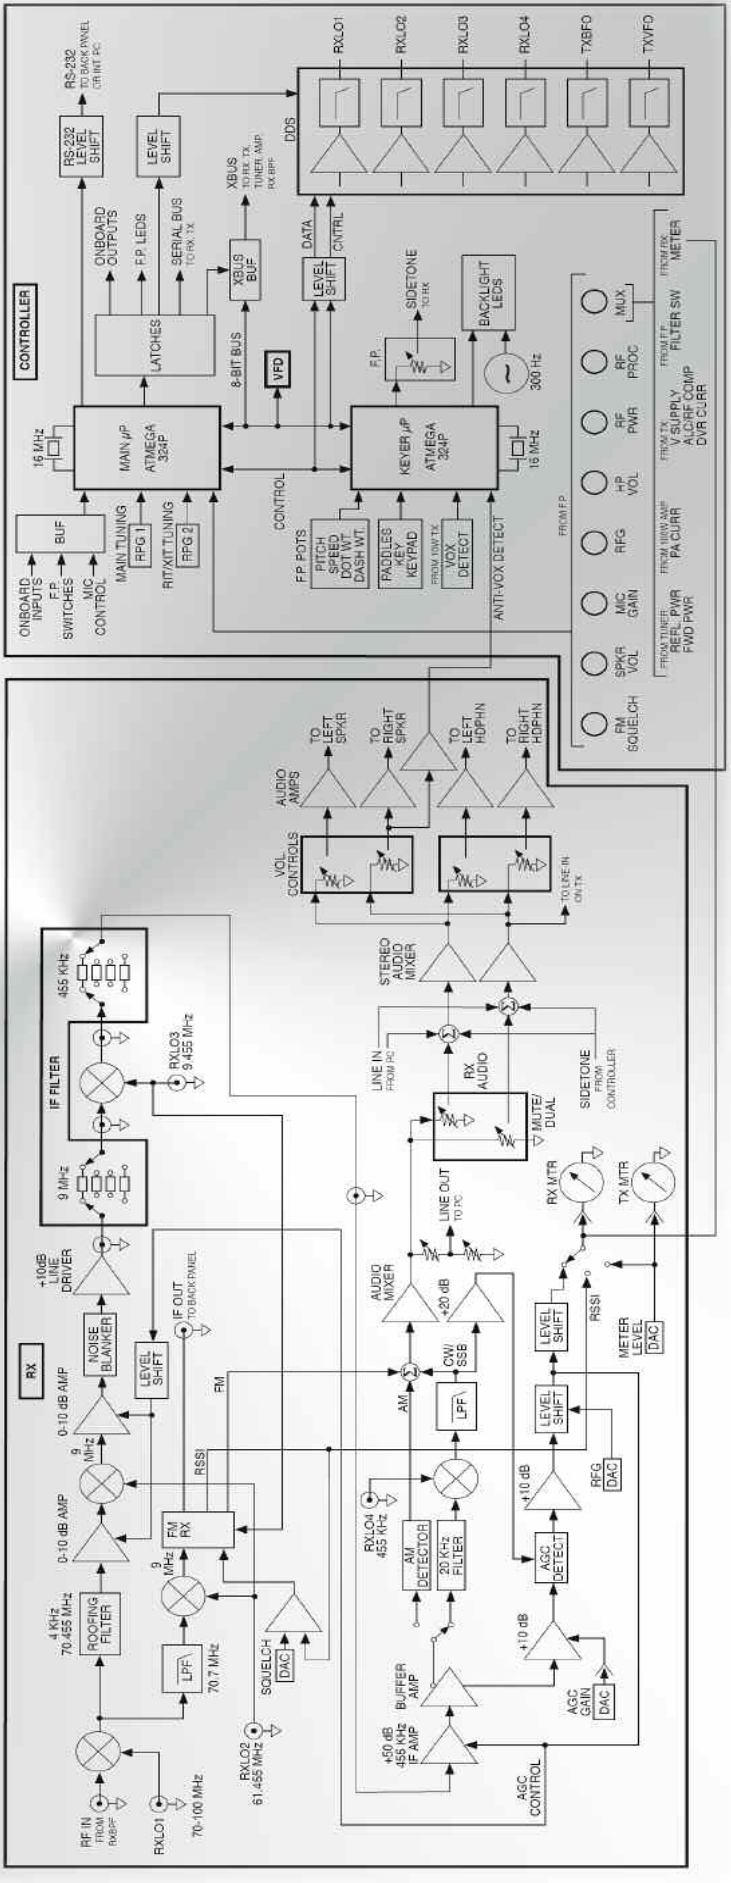 RX
RF IN
FROM
RXBPF
RXLO1
70-100 MHz
4 KHz
70.455 MHz
ROOFING
FILTER
0-10 dB AMP
9
MHz
0-10 dB AMP
NOISE
BLANKER
+10dB
LINE
DRIVER
IF FILTER
9 MHz
455 KHz
RXLO3
9.455 MHz
LPF
70.7 MHz
9
MHz
FM
RX
LEVEL
SHIFT
IF OUT
TO BACK PANEL
RSSI
FM
RXLO2
61.455 MHz
SQUELCH
DAC
+50 dB
455 KHz
IF AMP
BUFFER
AMP
AM
DETECTOR
20 KHz
FILTER
RXLO4
455 KHz
LPF
AM
CW/
SSB
AUDIO
MIXER
+20 dB
LINE OUT
TO PC
MUTE/
DUAL
RX
AUDIO
LINE IN
FROM PC
SIDETONE
FROM
CONTROLLER
Σ
Σ
Σ
STEREO
AUDIO
MIXER
TO LINE IN
ON TX
VOL
CONTROLS
AUDIO
AMPS
TO
LEFT
SPKR
TO
RIGHT
SPKR
TO
LEFT
HDPHN
TO
RIGHT
HDPHN
AGC
CONTROL
AGC
GAIN
DAC
+10 dB
AGC
DETECT
+10 dB
RFG
DAC
LEVEL
SHIFT
LEVEL
SHIFT
RSSI
METER
LEVEL
DAC
RX MTR
TX MTR
CONTROLLER
ONBOARD
INPUTS
F.P.
SWITCHES
MIC
CONTROL
BUF
MAIN TUNING
RPG 1
RIT/XIT TUNING
RPG 2
16 MHz
MAIN µP
ATMEGA
324P
LATCHES
ONBOARD
OUTPUTS
F.P. LEDS
SERIAL BUS
TO RX, TX
RS-232
LEVEL
SHIFT
RS-232
TO BACK PANEL
OR INT. PC
LEVEL
SHIFT
8-BIT BUS
XBUS
BUF
XBUS
TO RX, TX,
TUNER, AMP,
RX BPF
VFD
CONTROL
LEVEL
SHIFT
DATA
CNTRL
DDS
RXLO1
RXLO2
RXLO3
RXLO4
TXBFO
TXVFO
F.P. POTS
PITCH
SPEED
DOT WT.
DASH WT.
PADDLES
KEY
KEYPAD
FROM 10W TX
VOX
DETECT
ANTI-VOX DETECT
KEYER µP
ATMEGA
324P
16 MHz
F.P.
SIDETONE
TO RX
BACKLIGHT
LEDS
300 Hz
FROM F.P.
FM
SQUELCH
SPKR
VOL
MIC
GAIN
RFG
HP
VOL
RF
PWR
RF
PROC
MUX
FROM TUNER
REFL. PWR
FWD PWR
FROM 100W AMP
PA CURR
FROM TX
V SUPPLY
ALC/RF COMP
DVR CURR
FROM F.P.
FILTER SW
FROM RX
METER